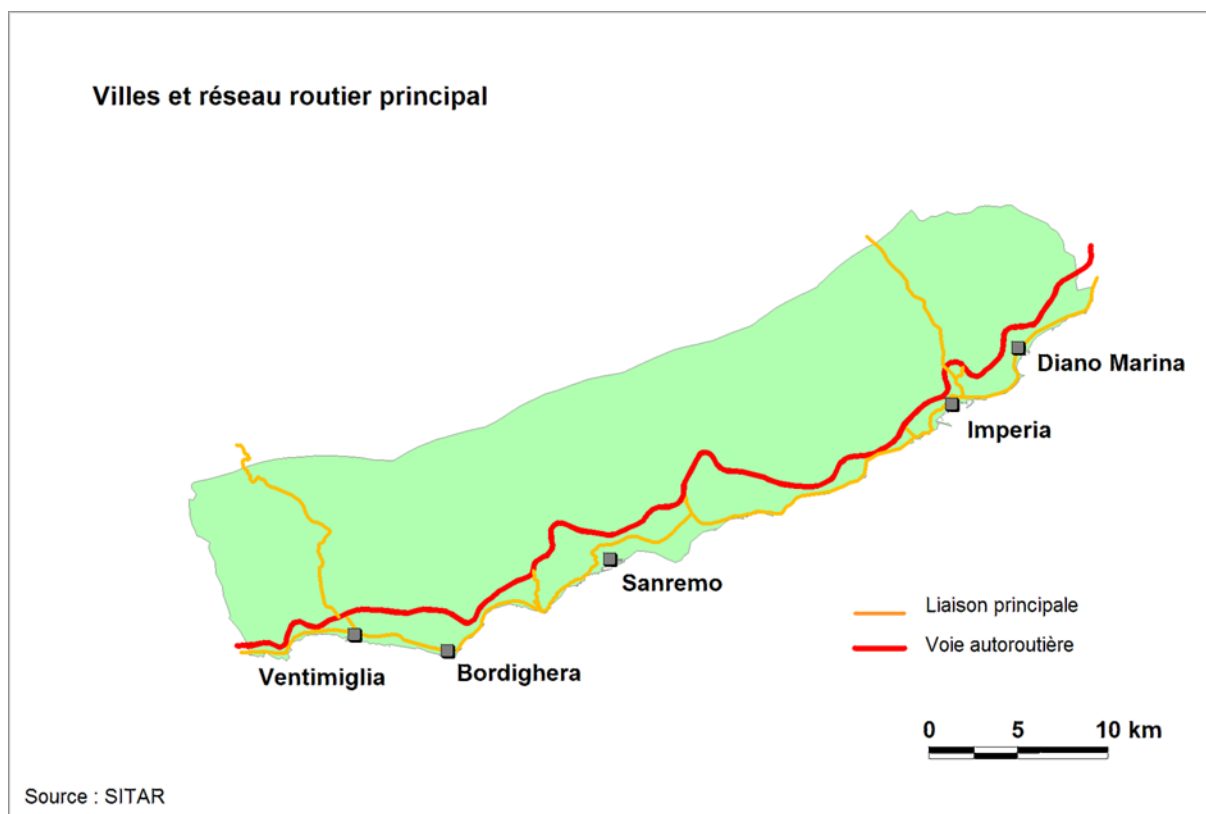 Villes et réseau routier principal
Diano Marina
Imperia
Sanremo
Liaison principale
Voie autoroutière
Ventimiglia
Bordighera
0 5 10 km
Source : SITAR